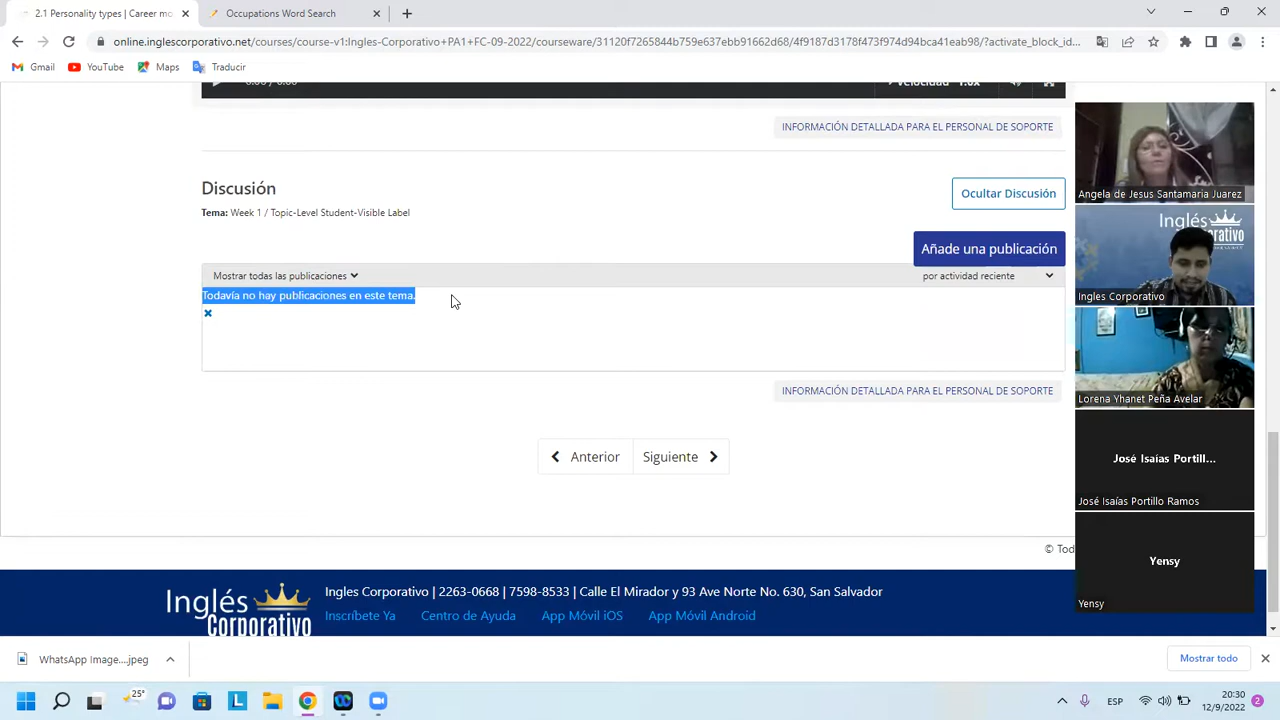 2.1 Personality types | Career mo
Occupations Word Search
online.inglescorporativo.net/courses/course-v1:Ingles-Corporativo+PA1+FC-09-2022/courseware/31120f7265844b759e637ebb91662d68/4f9187d3178f473f974d94bca41eab98/?activate_block_id...
Gmail
YouTube
Maps
Traducir
INFORMACIÓN DETALLADA PARA EL PERSONAL DE SOPORTE
Discusión
Ocultar Discusión
Tema: Week 1 / Topic-Level Student-Visible Label
Añade una publicación
Mostrar todas las publicaciones
por actividad reciente
Todavía no hay publicaciones en este tema.
INFORMACIÓN DETALLADA PARA EL PERSONAL DE SOPORTE
Anterior
Siguiente
© Tod
Inglés
Corporativo
Ingles Corporativo | 2263-0668 | 7598-8533 | Calle El Mirador y 93 Ave Norte No. 630, San Salvador
Inscríbete Ya
Centro de Ayuda
App Móvil iOS
App Móvil Android
Angela de Jesus Santamaria Juarez
Inglés
orativo
Ingles Corporativo
Lorena Yhanet Peña Avelar
José Isaías Portill...
José Isaías Portillo Ramos
Yensy
Yensy
WhatsApp Image....jpeg
Mostrar todo
25°
L
ESP
20:30
12/9/2022
2